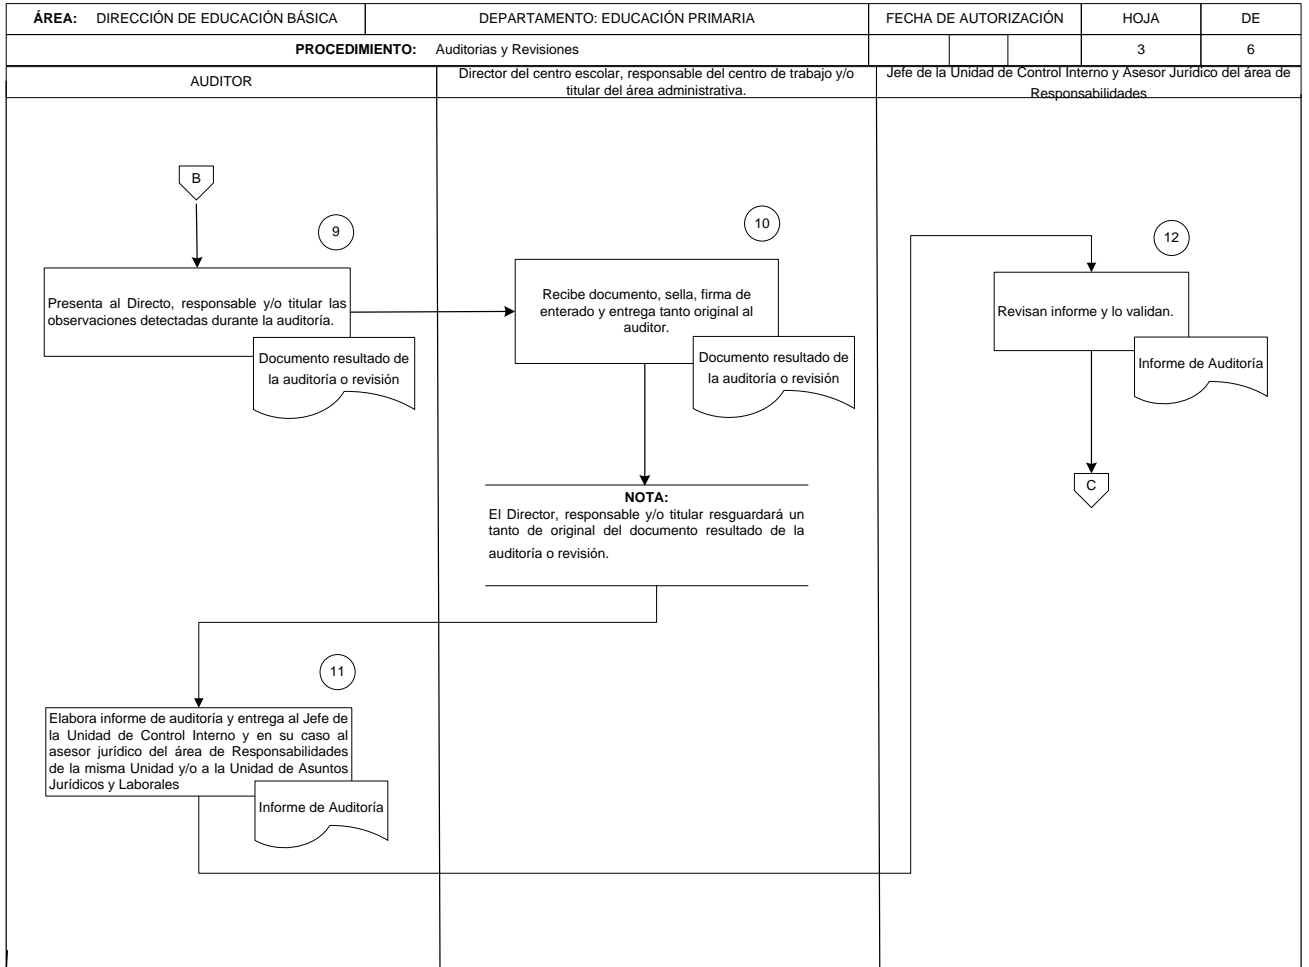 ÁREA: DIRECCIÓN DE EDUCACIÓN BÁSICA
DEPARTAMENTO: EDUCACIÓN PRIMARIA
FECHA DE AUTORIZACIÓN
HOJA
DE
PROCEDIMIENTO: Auditorias y Revisiones
3
6
AUDITOR
Director del centro escolar, responsable del centro de trabajo y/o
titular del área administrativa.
Jefe de la Unidad de Control Interno y Asesor Jurídico del área de
Responsabilidades
B
9
Presenta al Directo, responsable y/o titular las
observaciones detectadas durante la auditoría.
Documento resultado de
la auditoría o revisión
10
Recibe documento, sella, firma de
enterado y entrega tanto original al
auditor.
Documento resultado de
la auditoría o revisión
NOTA:
El Director, responsable y/o titular resguardará un
tanto de original del documento resultado de la
auditoría o revisión.
11
Elabora informe de auditoría y entrega al Jefe de
la Unidad de Control Interno y en su caso al
asesor jurídico del área de Responsabilidades
de la misma Unidad y/o a la Unidad de Asuntos
Jurídicos y Laborales
Informe de Auditoría
12
Revisan informe y lo validan.
Informe de Auditoría
C